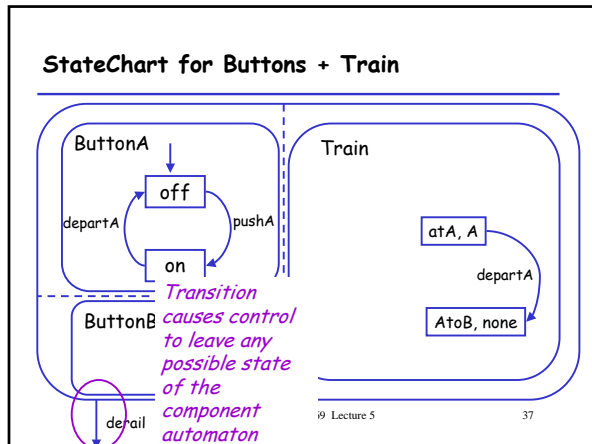 StateChart for Buttons + Train
ButtonA
Train
off
departA
pushA
atA, A
on
departA
Transition
causes control
to leave any
possible state
of the
component
automaton
ButtonB
AtoB, none
derail
Lecture 5
37